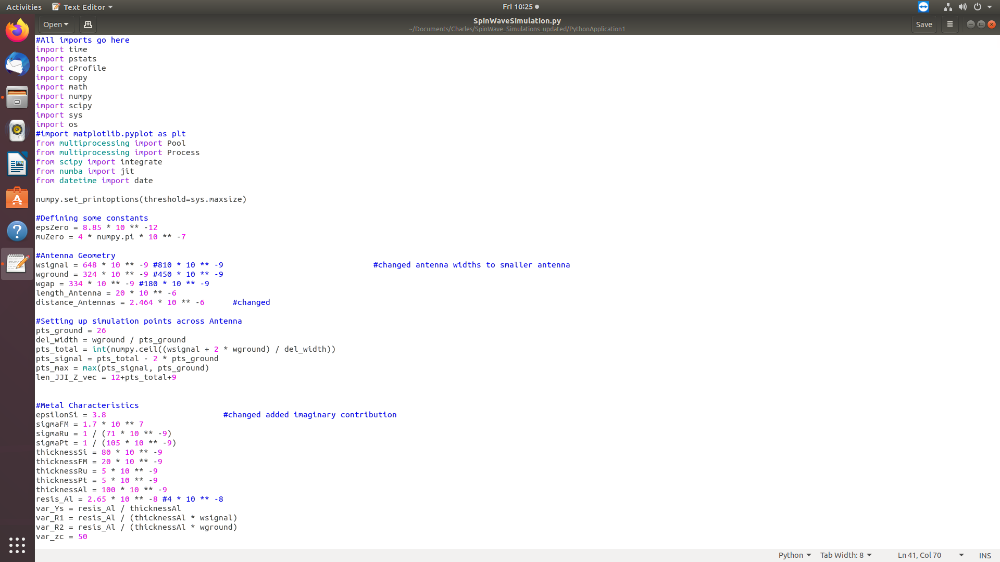 Activities Text Editor Fri 10:25
Open SpinWaveSimulation.py Save
~/Documents/Charles/SpinWave_Simulations_updated/PythonApplication1
#All imports go here
import time
import pstats
import cProfile
import copy
import math
import numpy
import scipy
import sys
import os
#import matplotlib.pyplot as plt
from multiprocessing import Pool
from multiprocessing import Process
from scipy import integrate
from numba import jit
from datetime import date
numpy.set_printoptions(threshold=sys.maxsize)
#Defining some constants
epsZero = 8.85 * 10 ** -12
muZero = 4 * numpy.pi * 10 ** -7
#Antenna Geometry
wsignal = 648 * 10 ** -9 #810 * 10 ** -9 #changed antenna widths to smaller antenna
wground = 324 * 10 ** -9 #450 * 10 ** -9
wgap = 334 * 10 ** -9 #180 * 10 ** -9
length_Antenna = 20 * 10 ** -6
distance_Antennas = 2.464 * 10 ** -6 #changed
#Setting up simulation points across Antenna
pts_ground = 26
del_width = wground / pts_ground
pts_total = int(numpy.ceil((wsignal + 2 * wground) / del_width))
pts_signal = pts_total - 2 * pts_ground
pts_max = max(pts_signal, pts_ground)
len_JJI_Z_vec = 12+pts_total+9
#Metal Characteristics
epsilonSi = 3.8 #changed added imaginary contribution
sigmaFM = 1.7 * 10 ** 7
sigmaRu = 1 / (71 * 10 ** -9)
sigmaPt = 1 / (105 * 10 ** -9)
thicknessSi = 80 * 10 ** -9
thicknessFM = 20 * 10 ** -9
thicknessRu = 5 * 10 ** -9
thicknessPt = 5 * 10 ** -9
thicknessAl = 100 * 10 ** -9
resis_Al = 2.65 * 10 ** -8 #4 * 10 ** -8
var_Ys = resis_Al / thicknessAl
var_R1 = resis_Al / (thicknessAl * wsignal)
var_R2 = resis_Al / (thicknessAl * wground)
var_zc = 50
Python Tab Width: 8 Ln 41, Col 70 INS